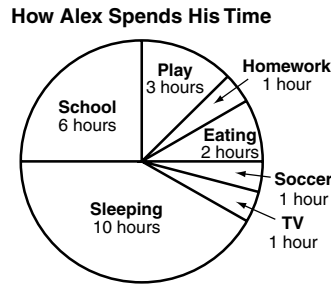 How Alex Spends His Time
Play
3 hours
Homework
1 hour
School
6 hours
Eating
2 hours
Soccer
1 hour
Sleeping
10 hours
TV
1 hour